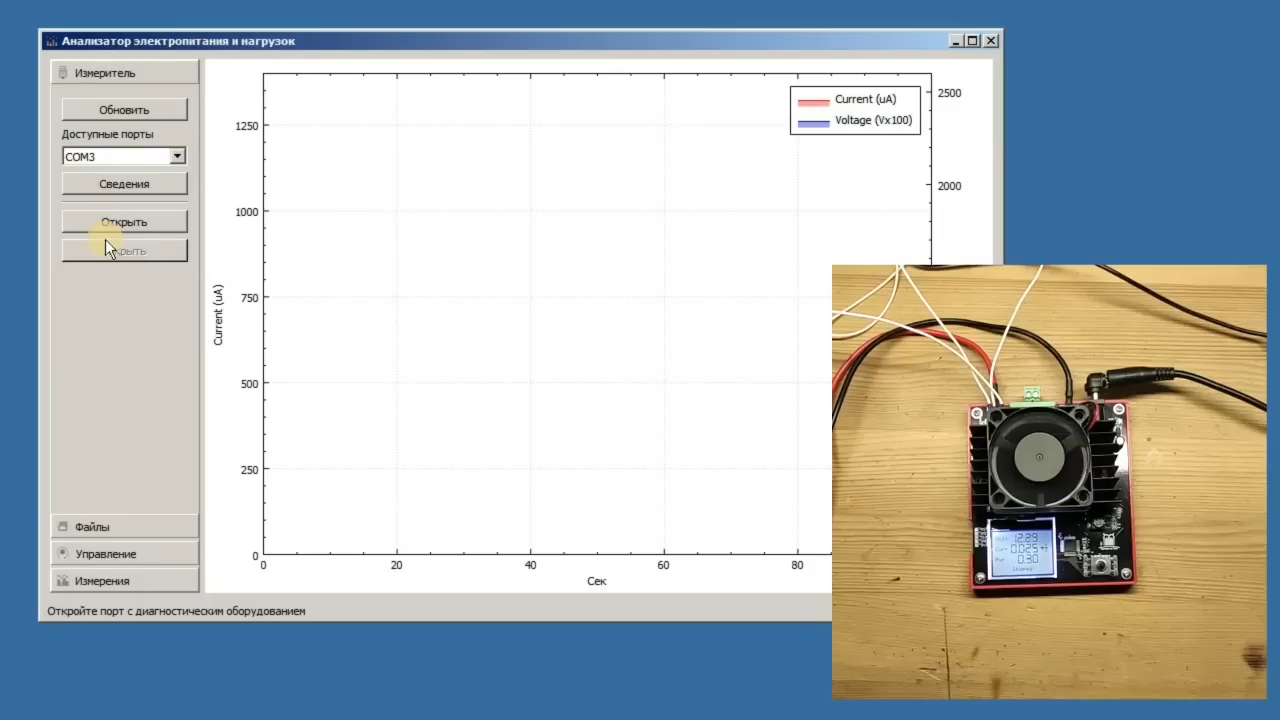 Анализатор электропитания и нагрузок
Измеритель
Обновить
Доступные порты
COM3
Сведения
Открыть
крыть
Файлы
Управление
Измерения
Откройте порт с диагностическим оборудованием
Current (uA)
1250
1000
750
500
250
0
0
20
40
60
80
Сек
Current (uA)
Voltage (Vx100)
2500
2000
12.29
0.025
0.30